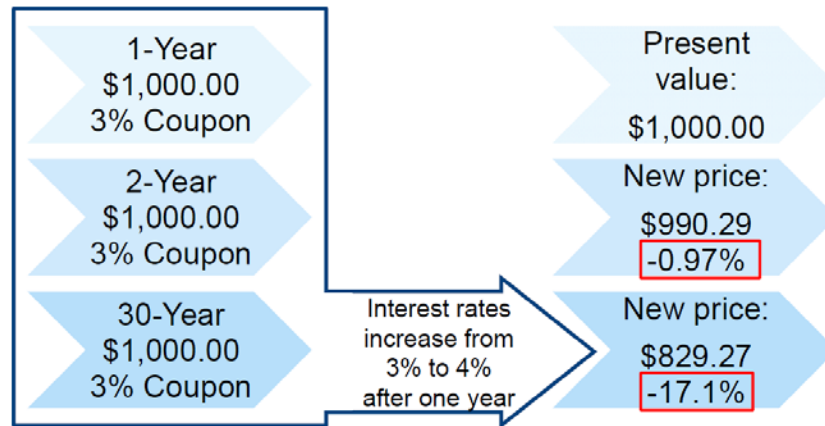 1-Year
$1,000.00
3% Coupon
Present
value:
$1,000.00
2-Year
$1,000.00
3% Coupon
New price:
$990.29
-0.97%
30-Year
$1,000.00
3% Coupon
Interest rates
increase from
3% to 4%
after one year
New price:
$829.27
-17.1%